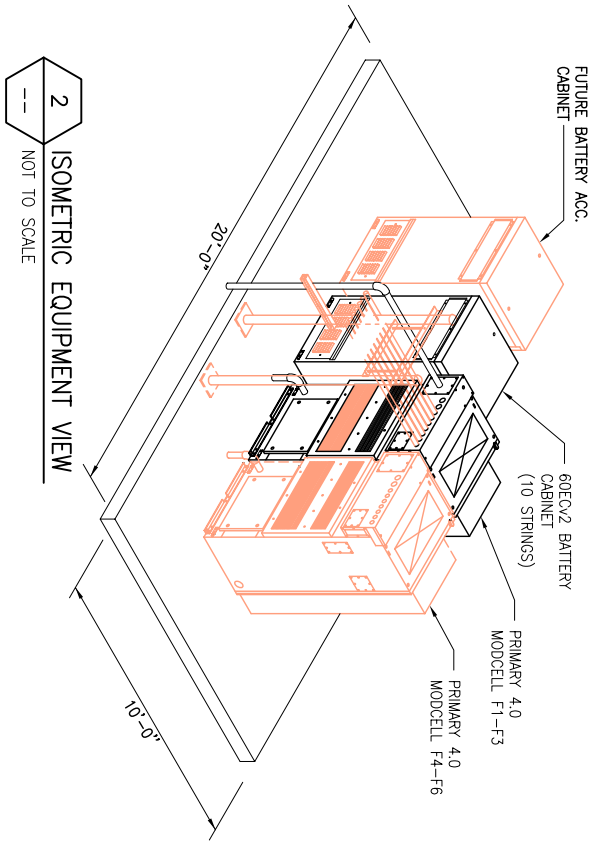 FUTURE BATTERY ACC.
CABINET
60ECv2 BATTERY
CABINET
(10 STRINGS)
PRIMARY 4.0
MODCELL F1-F3
PRIMARY 4.0
MODCELL F4-F6
20'-0"
10'-0"
2
--
ISOMETRIC EQUIPMENT VIEW
NOT TO SCALE